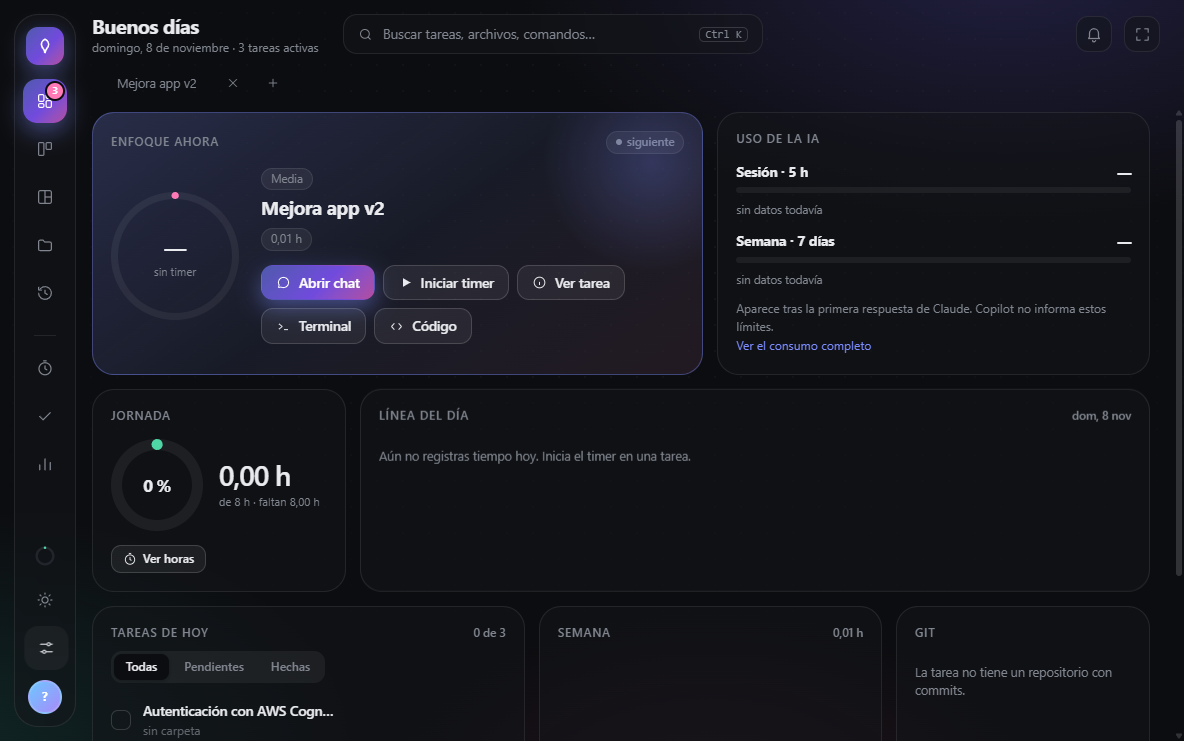 Buenos días
domingo, 8 de noviembre · 3 tareas activas
Buscar tareas, archivos, comandos...
Ctrl K
3
Mejora app v2
ENFOQUE AHORA
siguiente
Media
Mejora app v2
0,01 h
—
sin timer
Abrir chat
Iniciar timer
Ver tarea
Terminal
Código
USO DE LA IA
Sesión · 5 h —
sin datos todavía
Semana · 7 días —
sin datos todavía
Aparece tras la primera respuesta de Claude. Copilot no informa estos
límites.
Ver el consumo completo
JORNADA
0 %
0,00 h
de 8 h · faltan 8,00 h
Ver horas
LÍNEA DEL DÍA
dom, 8 nov
Aún no registras tiempo hoy. Inicia el timer en una tarea.
TAREAS DE HOY
0 de 3
Todas
Pendientes
Hechas
Autenticación con AWS Cogn...
sin carpeta
SEMANA
0,01 h
GIT
La tarea no tiene un repositorio con
commits.
?